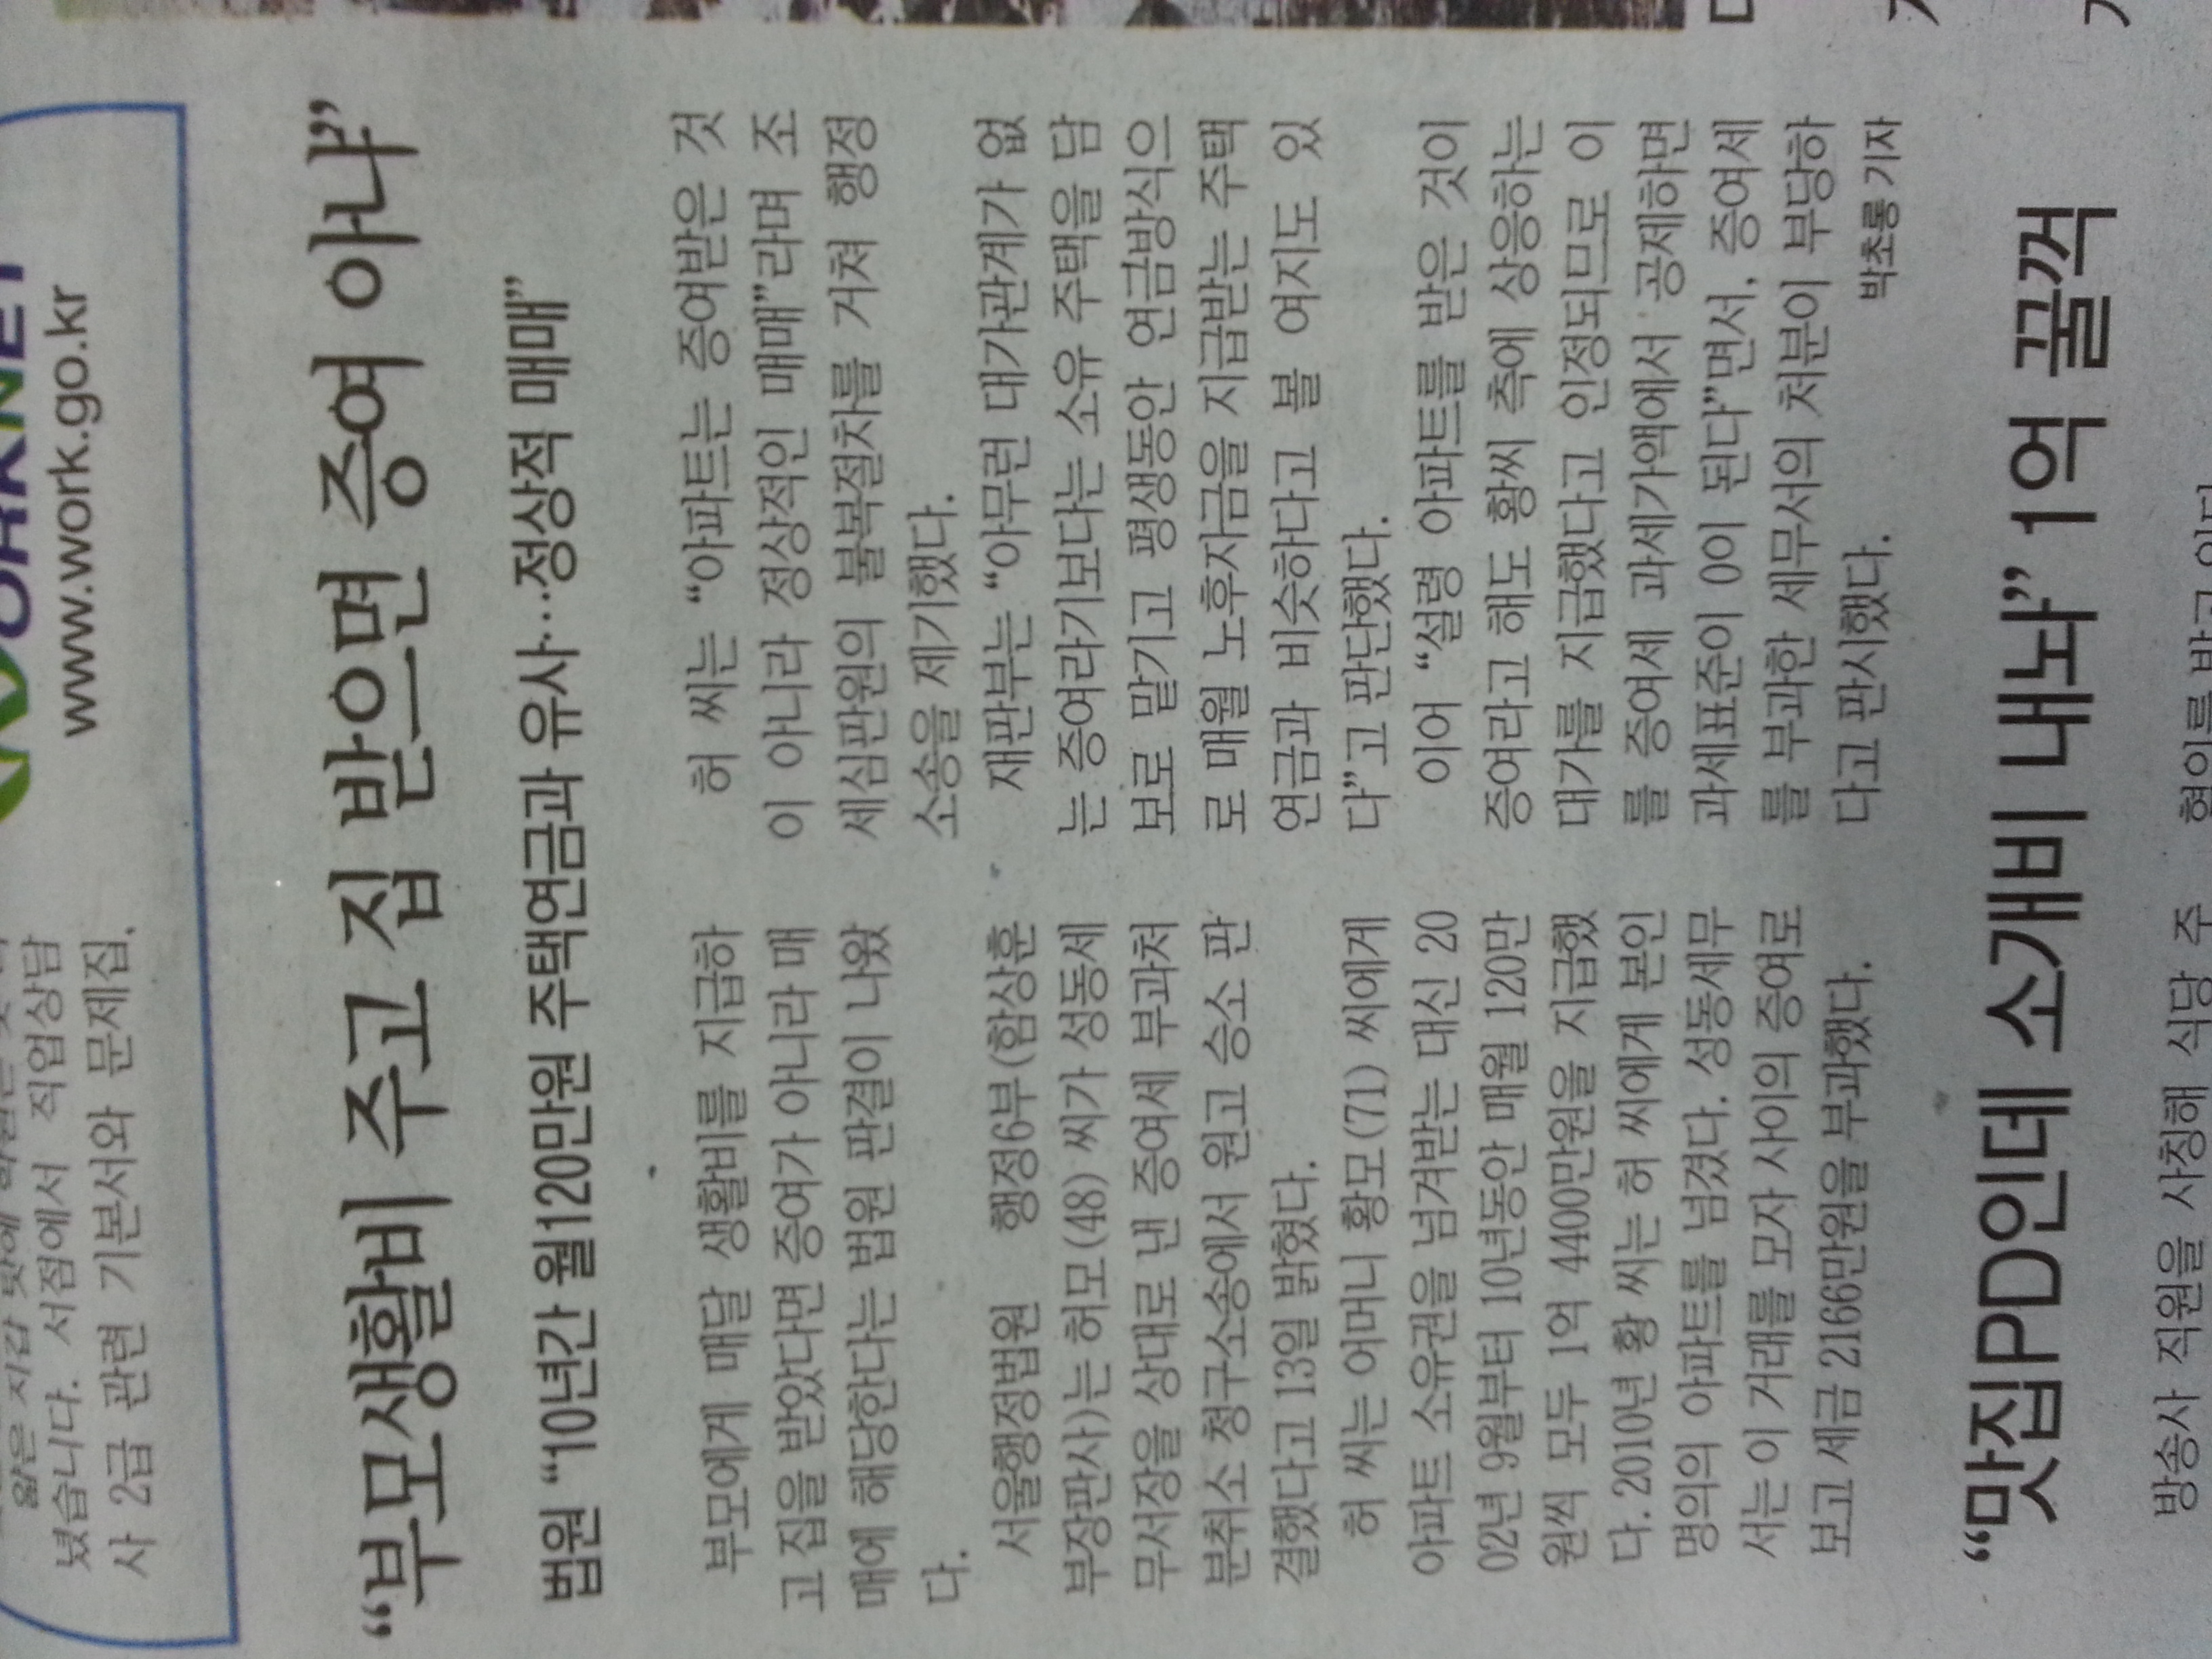 얇은 지갑 탓에 학원은 못
녔습니다. 서점에서 직업상담
사 2급 관련 기본서와 문제집,
WORKNET
www.work.go.kr
“부모생활비 주고 집 받으면 증여 아냐”
법원 “10년간 월120만원 주택연금과 유사…정상적 매매”
부모에게 매달 생활비를 지급하
고 집을 받았다면 증여가 아니라 매
매에 해당한다는 법원 판결이 나왔
다.
서울행정법원 행정6부(함상훈
부장판사)는 허모(48) 씨가 성동세
무서장을 상대로 낸 증여세 부과처
분취소 청구소송에서 원고 승소 판
결했다고 13일 밝혔다.
허 씨는 어머니 황모(71) 씨에게
아파트 소유권을 넘겨받는 대신 20
02년 9월부터 10년동안 매월 120만
원씩 모두 1억 4400만원을 지급했
다. 2010년 황 씨는 허 씨에게 본인
명의의 아파트를 넘겼다. 성동세무
서는 이 거래를 모자 사이의 증여로
보고 세금 2166만원을 부과했다.
허 씨는 “아파트는 증여받은 것
이 아니라 정상적인 매매”라며 조
세심판원의 불복절차를 거쳐 행정
소송을 제기했다.
재판부는 “아무런 대가관계가 없
는 증여라기보다는 소유 주택을 담
보로 맡기고 평생동안 연금방식으
로 매월 노후자금을 지급받는 주택
연금과 비슷하다고 볼 여지도 있
다”고 판단했다.
이어 “설령 아파트를 받은 것이
증여라고 해도 황씨 측에 상응하는
대가를 지급했다고 인정되므로 이
를 증여세 과세가액에서 공제하면
과세표준이 0이 된다”면서, 증여세
를 부과한 세무서의 처분이 부당하
다고 판시했다.
박초롱 기자
“맛집PD인데 소개비 내놔” 1억 꿀꺽
방송사 직원을 사칭해 식당 주
혐의를 받고 있다